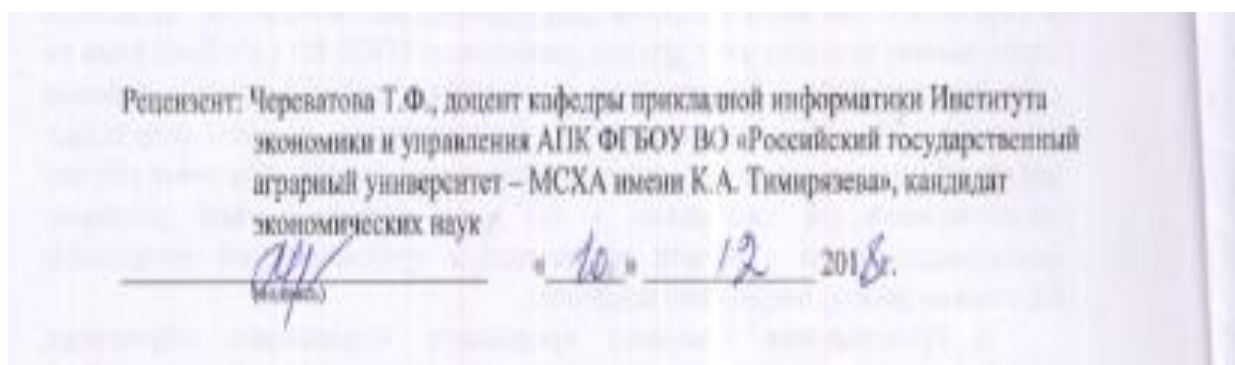 Рецензент: Череватова Т.Ф., доцент кафедры прикладной информатики Института
экономики и управления АПК ФГБОУ ВО «Российский государственный
аграрный университет – МСХА имени К.А. Тимирязева», кандидат
экономических наук
« 10 » 12 2018г.
(подпись)